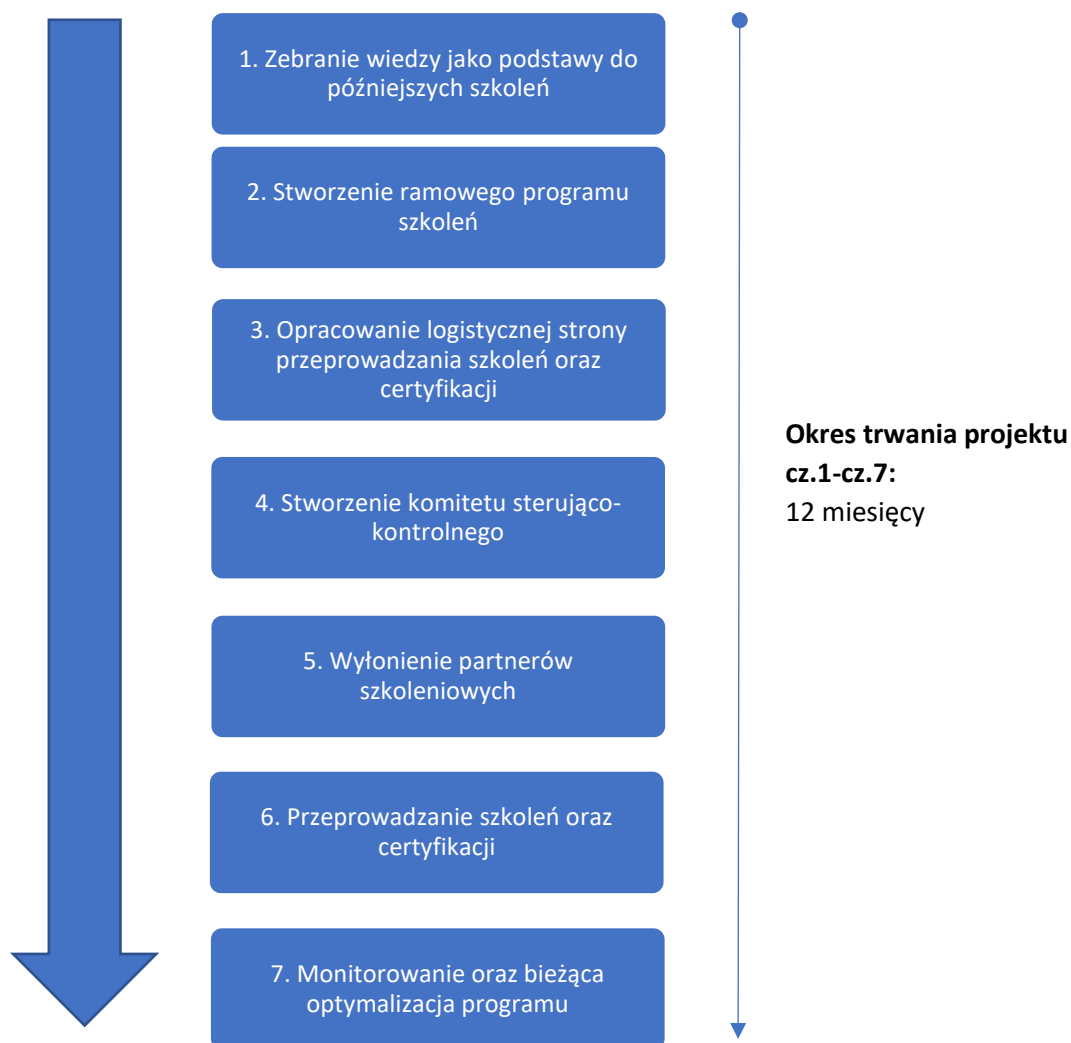 1. Zebranie wiedzy jako podstawy do
późniejszych szkoleń
2. Stworzenie ramowego programu
szkoleń
3. Opracowanie logistycznej strony
przeprowadzania szkoleń oraz
certyfikacji
4. Stworzenie komitetu sterująco-
kontrolnego
5. Wyłonienie partnerów
szkoleniowych
6. Przeprowadzanie szkoleń oraz
certyfikacji
7. Monitorowanie oraz bieżąca
optymalizacja programu
Okres trwania projektu
cz.1-cz.7:
12 miesięcy